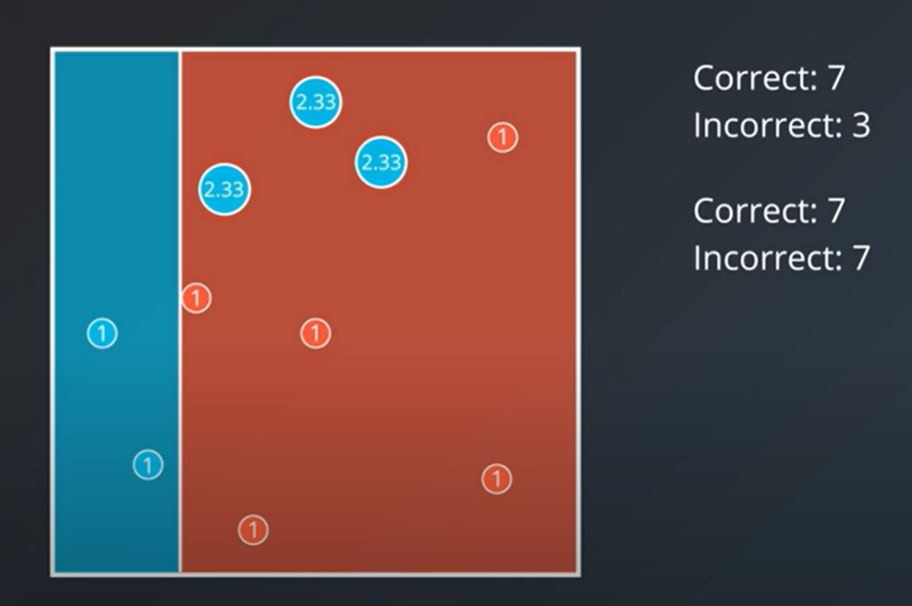 2.33
1
2.33
2.33
1
1
1
1
1
1
Correct: 7
Incorrect: 3
Correct: 7
Incorrect: 7